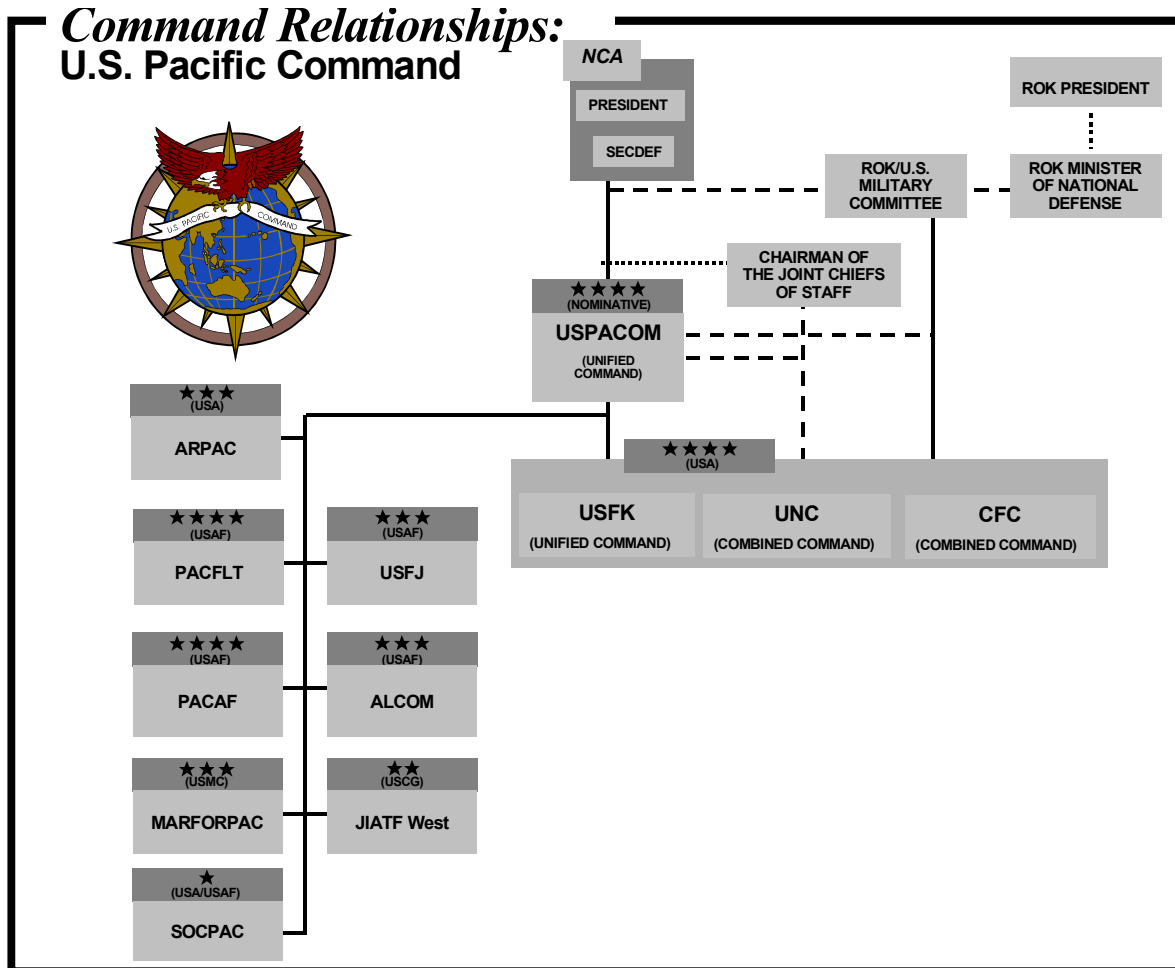 Command Relationships:
U.S. Pacific Command
NCA
PRESIDENT
SECDEF
ROK PRESIDENT
ROK/U.S.
MILITARY
COMMITTEE
ROK MINISTER
OF NATIONAL
DEFENSE
U.S. PACIFIC COMMAND
CHAIRMAN OF
THE JOINT CHIEFS
OF STAFF
(NOMINATIVE)
USPACOM
(UNIFIED
COMMAND)
(USA)
ARPAC
(USA)
USFK
(UNIFIED COMMAND)
UNC
(COMBINED COMMAND)
CFC
(COMBINED COMMAND)
(USAF)
PACFLT
(USAF)
USFJ
(USAF)
PACAF
(USAF)
ALCOM
(USMC)
MARFORPAC
(USCG)
JIATF West
(USA/USAF)
SOCPAC